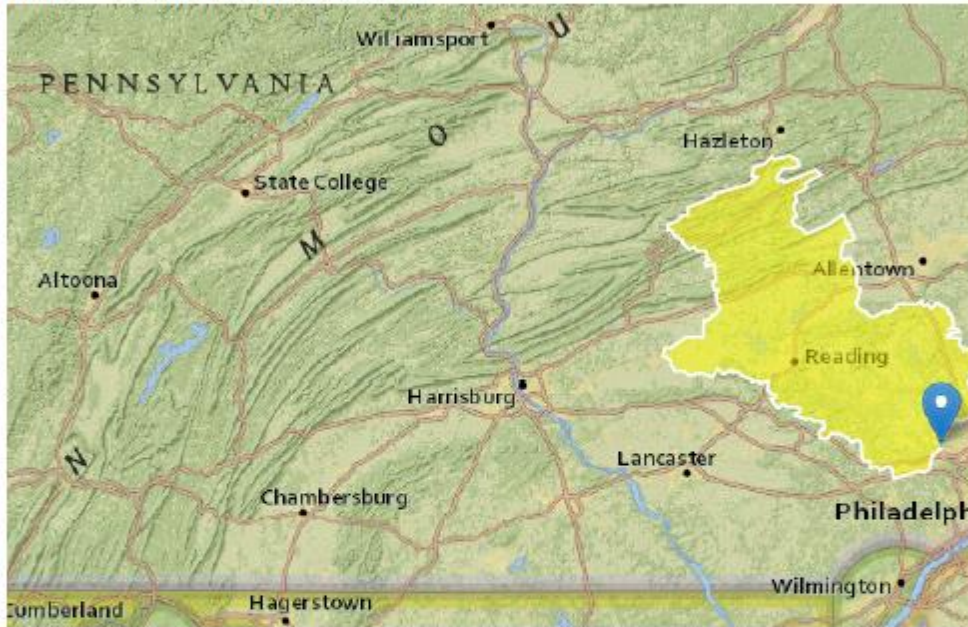 Williamsport
U
PENNSYLVANIA
O
Hazleton
State College
M
Allentown
Altoona
Reading
Harrisburg
Lancaster
N
Chambersburg
Philadelph
Wilmington
Hagerstown
Cumberland